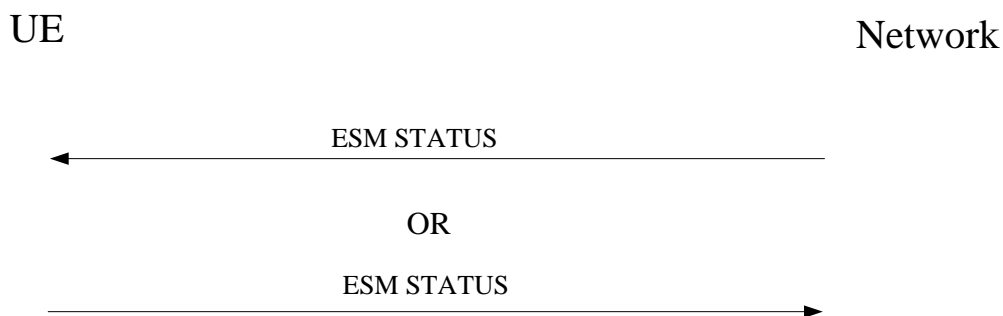 UE
Network
ESM STATUS
OR
ESM STATUS